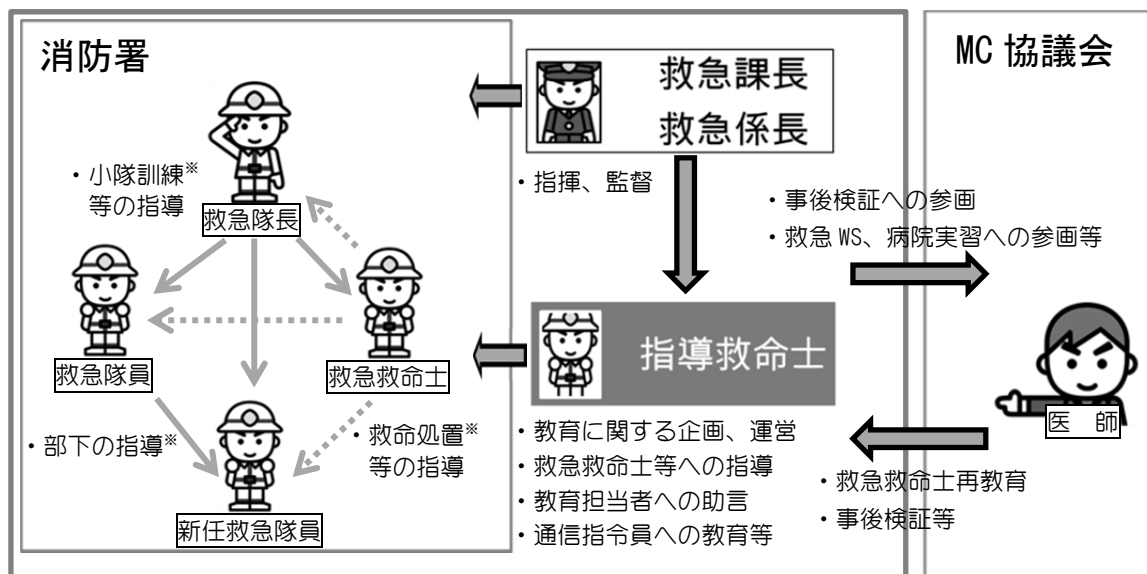 消防署
救急課長
救急係長
MC 協議会
・小隊訓練※
等の指導
救急隊長
・指揮、監督
・事後検証への参画
・救急 WS、病院実習への参画等
救急隊員
救急救命士
指導救命士
医　師
・部下の指導※
・救命処置※
等の指導
新任救急隊員
・教育に関する企画、運営
・救急救命士等への指導
・教育担当者への助言
・通信指令員への教育等
・救急救命士再教育
・事後検証等